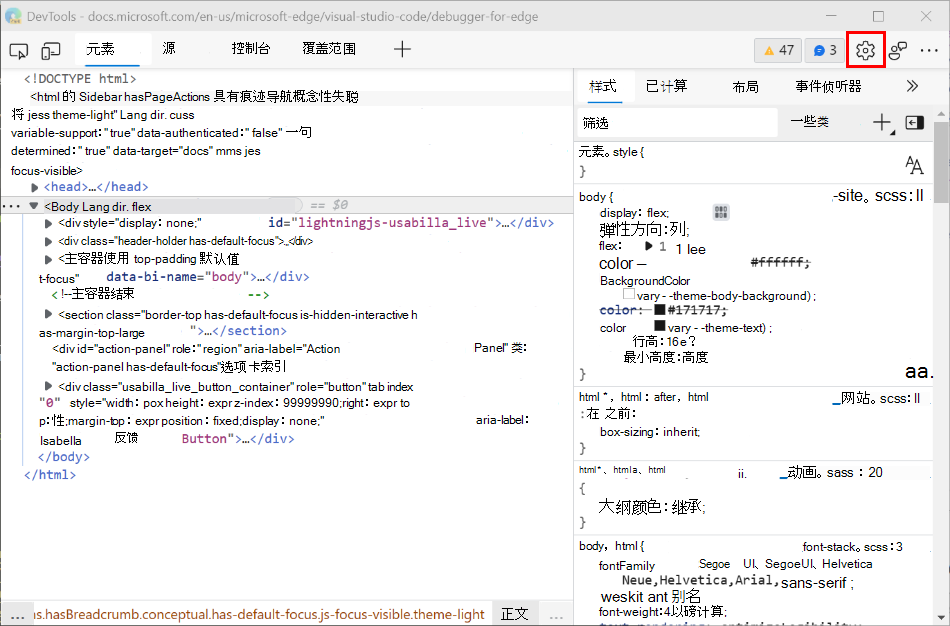 DevTools - docs.microsoft.com/en-us/microsoft-edge/visual-studio-code/debugger-for-edge
元素 源 控制台 覆盖范围 + 47 3
<!DOCTYPE html>
<html 的 Sidebar hasPageActions 具有痕迹导航概念性失聪
将 jess theme-light" Lang dir. cuss
variable-support: " true" data-authenticated: " false" 一句
determined: " true" data-target="docs" mms jes
focus-visible>
<head>…</head>
<Body Lang dir. flex == $0
<div style="display: none;" id="lightningjs-usabilla_live">…</div>
<div class="header-holder has-default-focus">…</div>
<主容器使用 top-padding 默认值
t-focus" data-bi-name="body">…</div>
<!--主容器结束 -->
<section class="border-top has-default-focus is-hidden-interactive h
as-margin-top-large ">…</section>
<div id="action-panel" role: "region" aria-label="Action Panel" 类:
"action-panel has-default-focus"选项卡索引
<div class="usabilla_live_button_container" role="button" tab index
"0" style="width: pox height: expr z-index: 99999990;right: expr to
p: 性;margin-top: expr position: fixed;display: none;" aria-label:
Isabella 反馈 Button">…</div>
</body>
</html>
… ıs.hasBreadcrumb.conceptual.has-default-focus.js-focus-visible.theme-light 正文 …
样式 已计算 布局 事件侦听器
筛选 一些类
元素。style {
}
body { -site。scss: ll
display: flex;
弹性方向:列;
flex: 1 1 lee
color — #ffffff;
BackgroundColor
vary - -theme-body-background) ;
color: #171717;
color vary - -theme-text) ;
行高: 16e ?
最小高度:高度
} aa.
html *, html : after, html _网站。scss: ll
:在 之前:
box-sizing: inherit;
}
html *、html a、html ii. _动画。sass : 20
{
大纲颜色:继承;
}
body, html { font-stack。scss: 3
fontFamily Segoe UI、SegoeUI、Helvetica
Neue,Helvetica,Arial,sans-serif ;
weskit ant 别名
font-weight:4以磅计算;